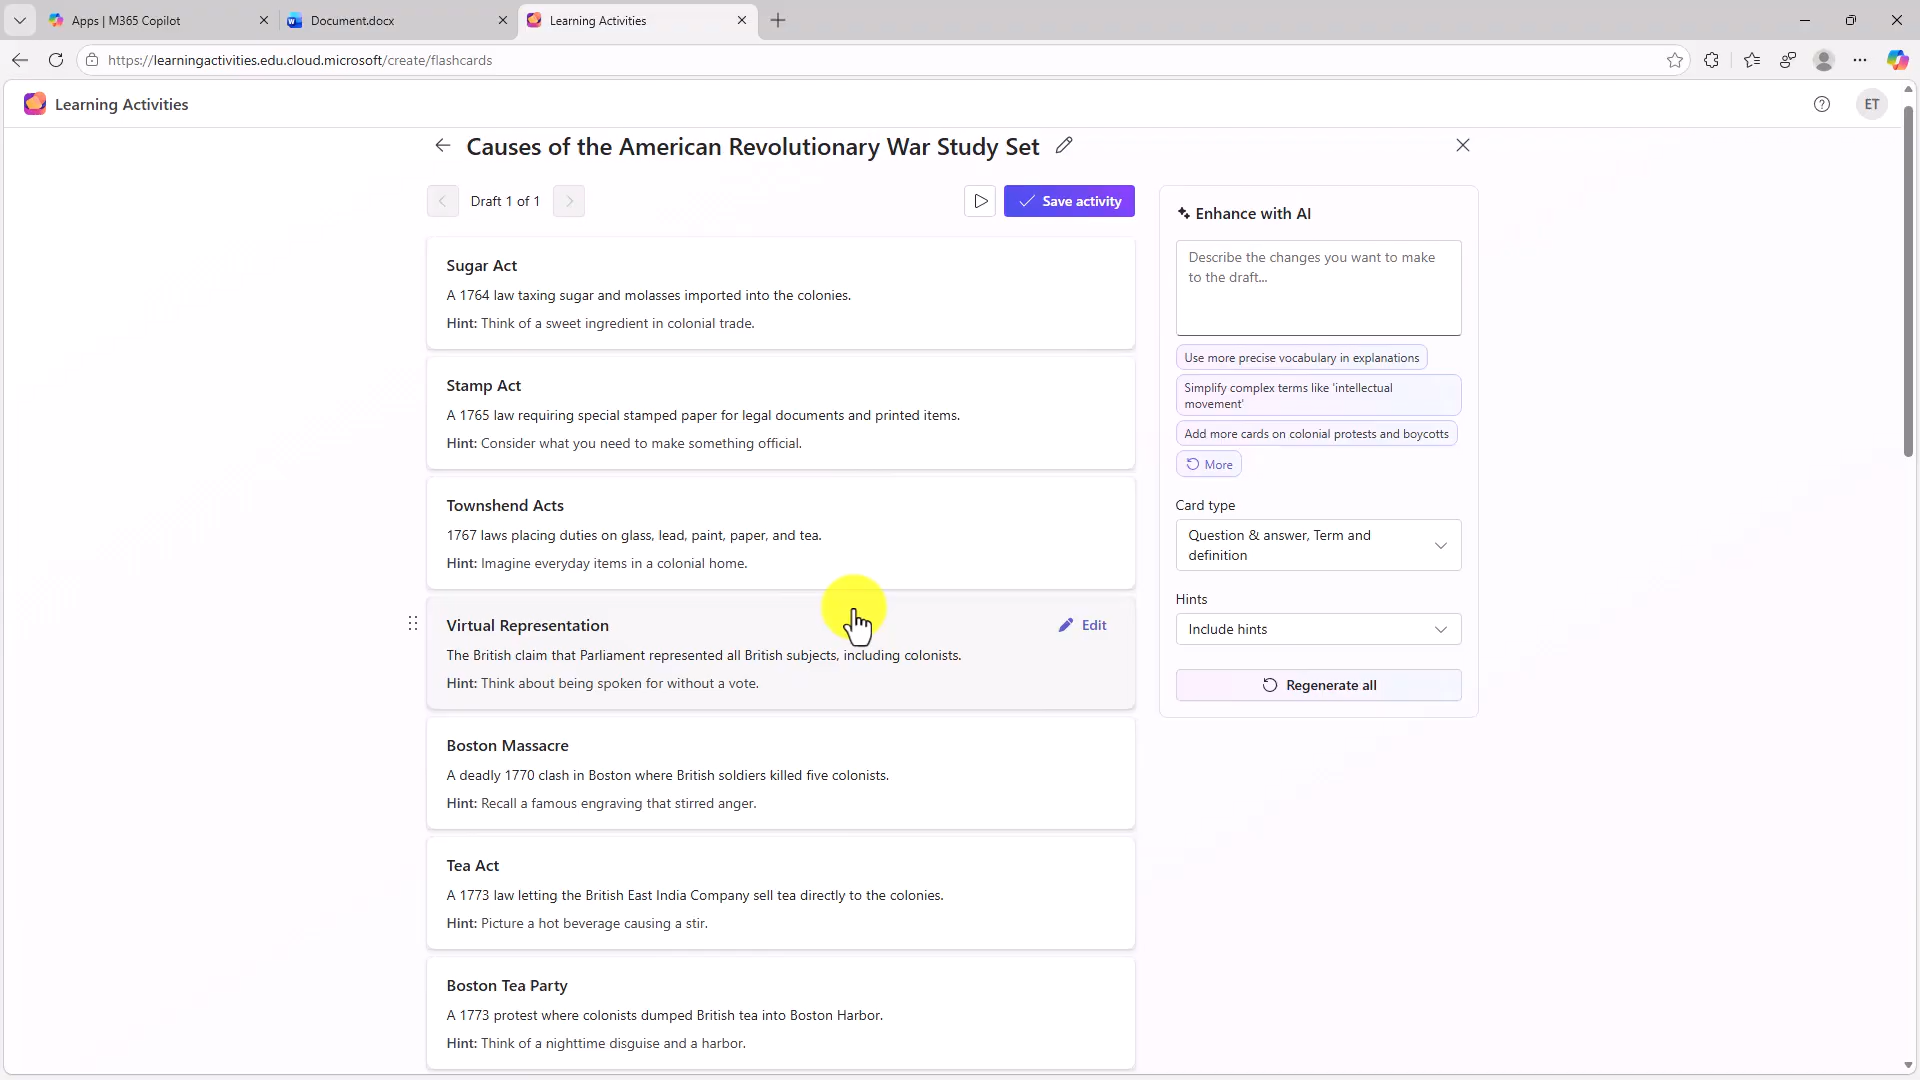 Apps | M365 Copilot
Document.docx
Learning Activities
https://learningactivities.edu.cloud.microsoft/create/flashcards
Learning Activities
ET
Causes of the American Revolutionary War Study Set
Draft 1 of 1
Save activity
Sugar Act
A 1764 law taxing sugar and molasses imported into the colonies.
Hint: Think of a sweet ingredient in colonial trade.
Stamp Act
A 1765 law requiring special stamped paper for legal documents and printed items.
Hint: Consider what you need to make something official.
Townshend Acts
1767 laws placing duties on glass, lead, paint, paper, and tea.
Hint: Imagine everyday items in a colonial home.
Virtual Representation
Edit
The British claim that Parliament represented all British subjects, including colonists.
Hint: Think about being spoken for without a vote.
Boston Massacre
A deadly 1770 clash in Boston where British soldiers killed five colonists.
Hint: Recall a famous engraving that stirred anger.
Tea Act
A 1773 law letting the British East India Company sell tea directly to the colonies.
Hint: Picture a hot beverage causing a stir.
Boston Tea Party
A 1773 protest where colonists dumped British tea into Boston Harbor.
Hint: Think of a nighttime disguise and a harbor.
Enhance with AI
Describe the changes you want to make
to the draft...
Use more precise vocabulary in explanations
Simplify complex terms like 'intellectual
movement'
Add more cards on colonial protests and boycotts
More
Card type
Question & answer, Term and
definition
Hints
Include hints
Regenerate all